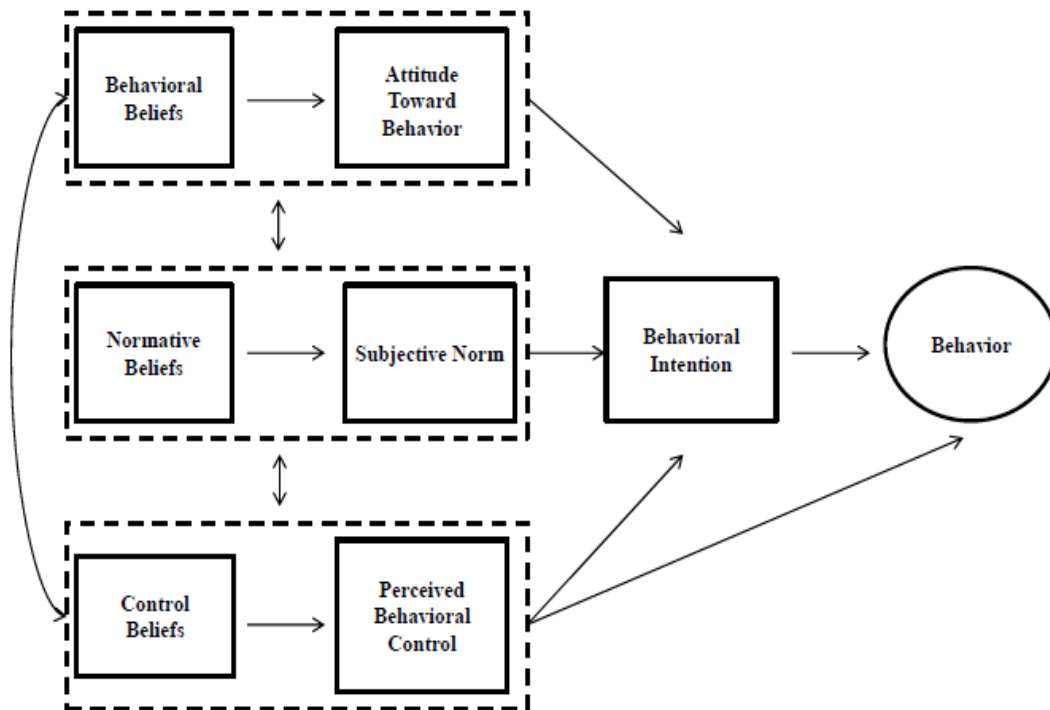 Behavioral
Beliefs
Attitude
Toward
Behavior
Normative
Beliefs
Subjective Norm
Behavioral
Intention
Behavior
Control
Beliefs
Perceived
Behavioral
Control